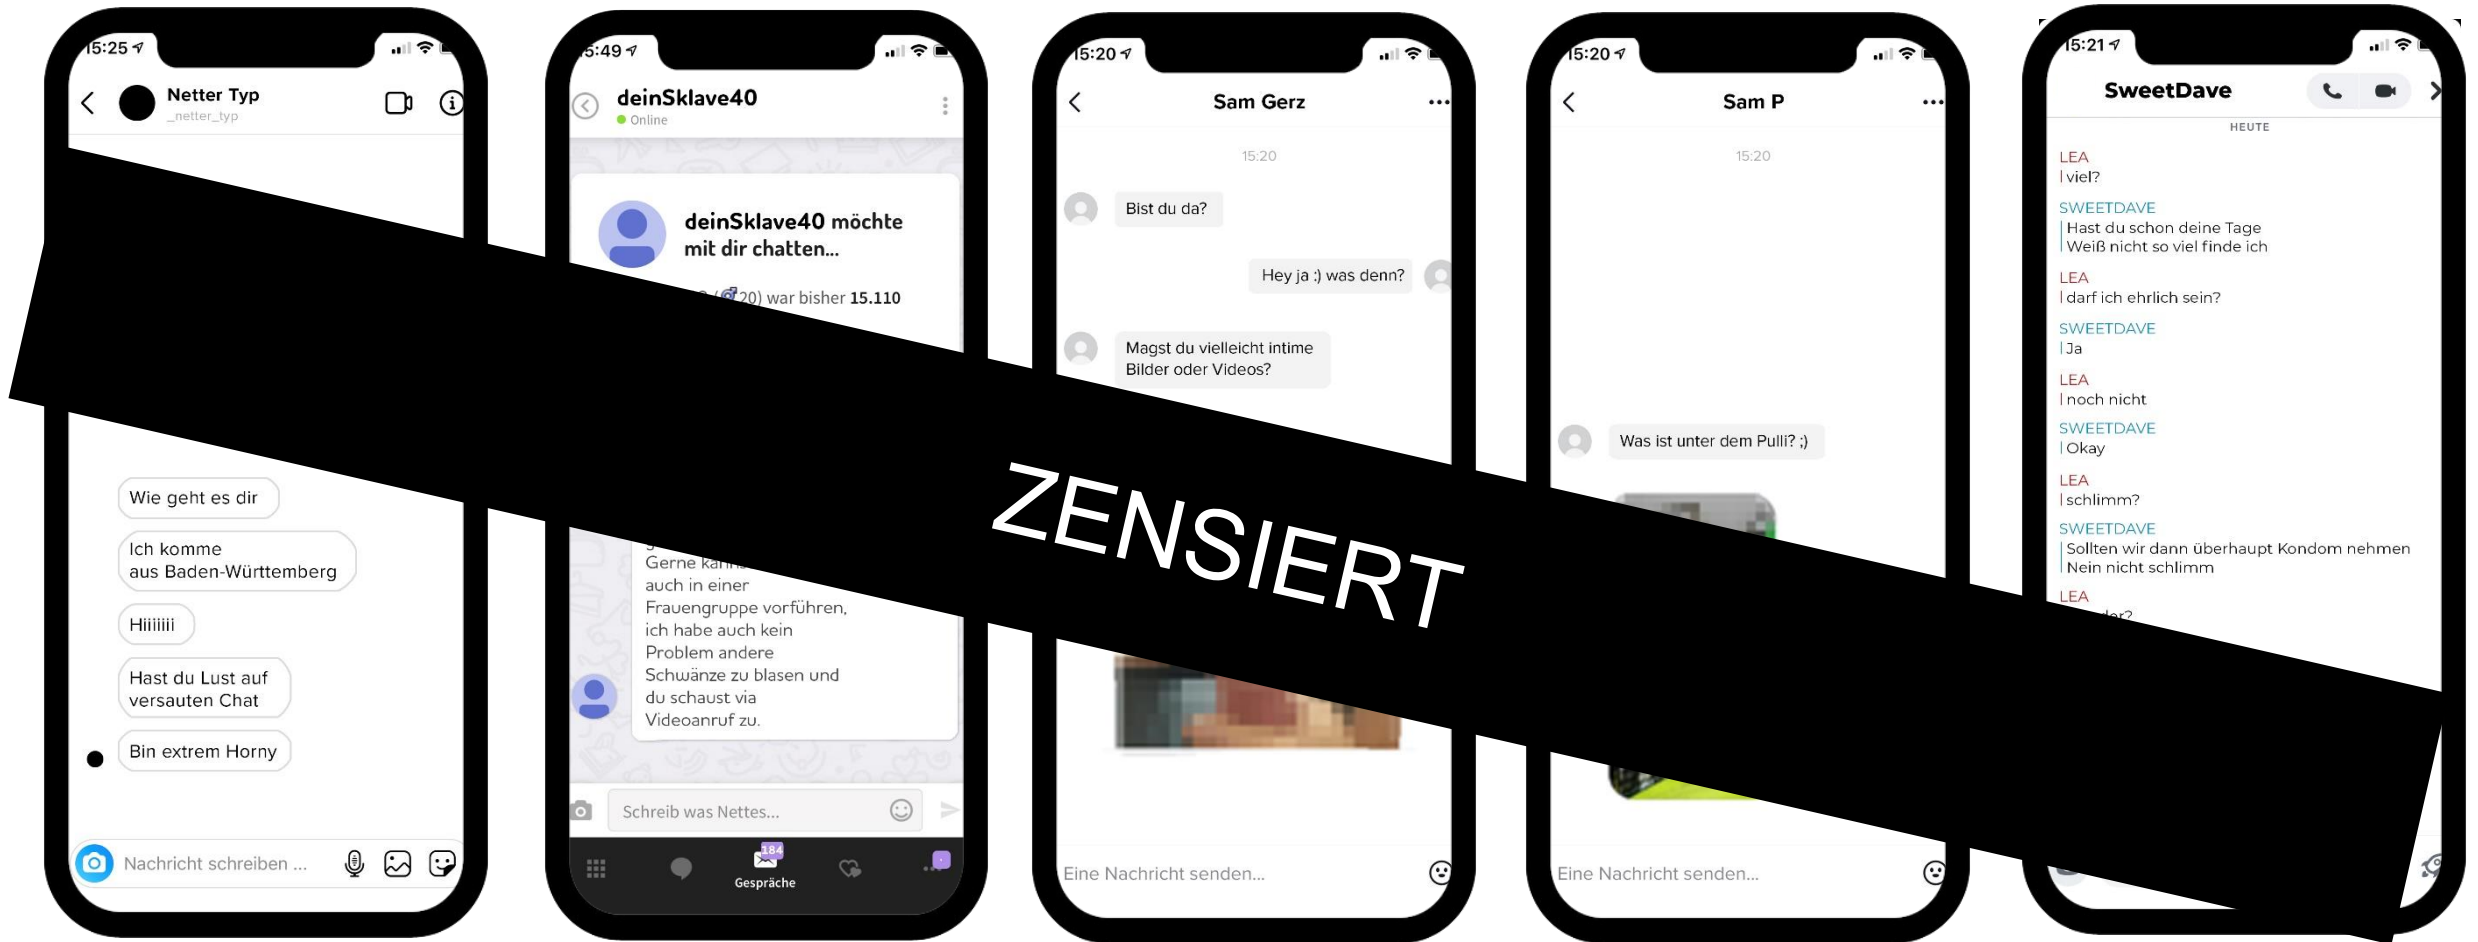 15:25
Netter Typ
_netter_typ
Wie geht es dir
Ich komme
aus Baden-Württemberg
Hiiiiiii
Hast du Lust auf
versauten Chat
Bin extrem Horny
Nachricht schreiben ...
5:49
deinSklave40
Online
deinSklave40 möchte
mit dir chatten...
20) war bisher 15.110
Gerne
auch in einer
Frauengruppe vorführen,
ich habe auch kein
Problem andere
Schwänze zu blasen und
du schaust via
Videoanruf zu.
Schreib was Nettes...
184
Gespräche
15:20
Sam Gerz
15:20
Bist du da?
Hey ja :) was denn?
Magst du vielleicht intime
Bilder oder Videos?
Eine Nachricht senden...
ZENSIERT
15:20
Sam P
15:20
Was ist unter dem Pulli? ;)
Eine Nachricht senden...
15:21
SweetDave
HEUTE
LEA
viel?
SWEETDAVE
Hast du schon deine Tage
Weiß nicht so viel finde ich
LEA
darf ich ehrlich sein?
SWEETDAVE
Ja
LEA
noch nicht
SWEETDAVE
Okay
LEA
schlimm?
SWEETDAVE
Sollten wir dann überhaupt Kondom nehmen
Nein nicht schlimm
LEA